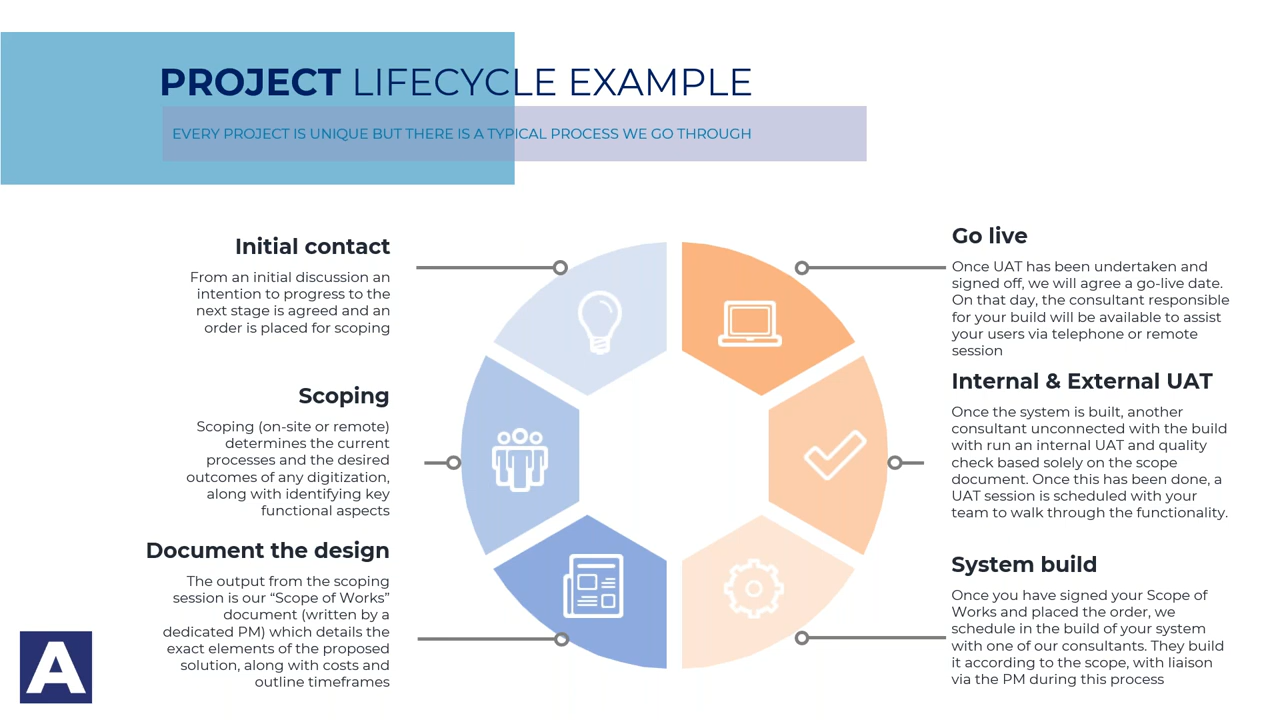 PROJECT LIFECYCLE EXAMPLE
EVERY PROJECT IS UNIQUE BUT THERE IS A TYPICAL PROCESS WE GO THROUGH
Initial contact
From an initial discussion an
intention to progress to the
next stage is agreed and an
order is placed for scoping
Scoping
Scoping (on-site or remote)
determines the current
processes and the desired
outcomes of any digitization,
along with identifying key
functional aspects
Document the design
The output from the scoping
session is our “Scope of Works”
document (written by a
dedicated PM) which details the
exact elements of the proposed
solution, along with costs and
outline timeframes
Go live
Once UAT has been undertaken and
signed off, we will agree a go-live date.
On that day, the consultant responsible
for your build will be available to assist
your users via telephone or remote
session
Internal & External UAT
Once the system is built, another
consultant unconnected with the build
with run an internal UAT and quality
check based solely on the scope
document. Once this has been done, a
UAT session is scheduled with your
team to walk through the functionality.
System build
Once you have signed your Scope of
Works and placed the order, we
schedule in the build of your system
with one of our consultants. They build
it according to the scope, with liaison
via the PM during this process
A